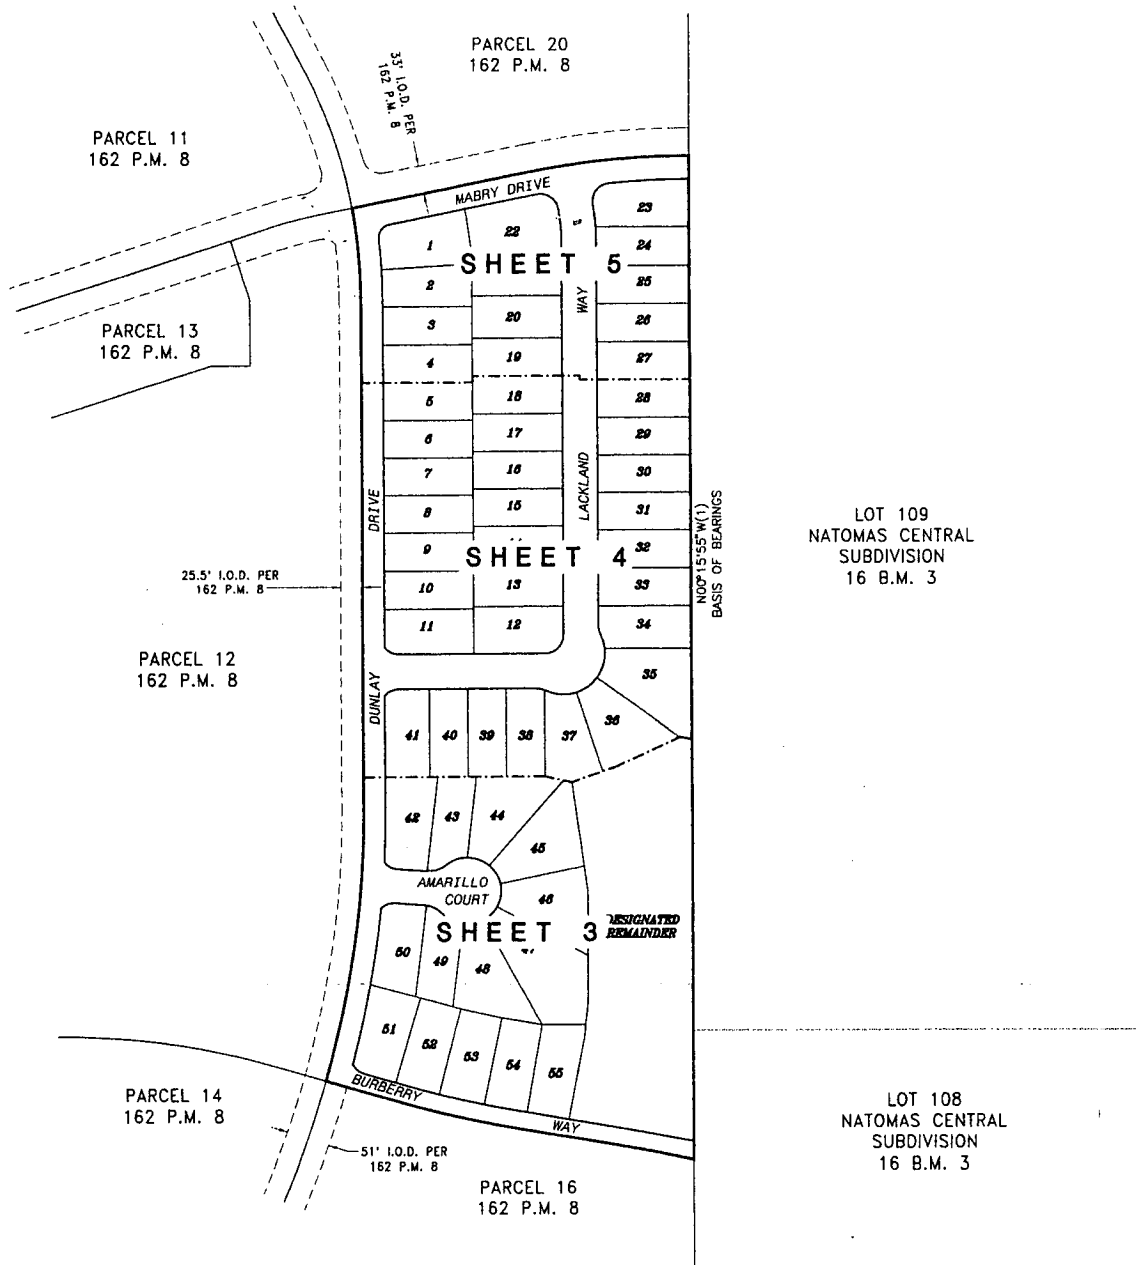 PARCEL 20
162 P.M. 8
33' I.O.D. PER
162 P.M. 8
PARCEL 11
162 P.M. 8
MABRY DRIVE
23
22
1
24
SHEET 5
2
25
WAY
PARCEL 13
162 P.M. 8
3
20
26
4
19
27
5
18
28
6
17
29
7
16
30
LACKLAND
DRIVE
8
15
31
N00°15'55"W(1)
BASIS OF BEARINGS
LOT 109
NATOMAS CENTRAL
SUBDIVISION
16 B.M. 3
9
SHEET 4
32
25.5' I.O.D. PER
162 P.M. 8
10
13
33
11
12
34
PARCEL 12
162 P.M. 8
35
DUNLAY
36
41
40
39
38
37
42
43
44
45
AMARILLO
COURT
46
DESIGNATED
REMAINDER
SHEET 3
50
49
48
51
52
53
54
55
BURBERRY
WAY
PARCEL 14
162 P.M. 8
LOT 108
NATOMAS CENTRAL
SUBDIVISION
16 B.M. 3
51' I.O.D. PER
162 P.M. 8
PARCEL 16
162 P.M. 8